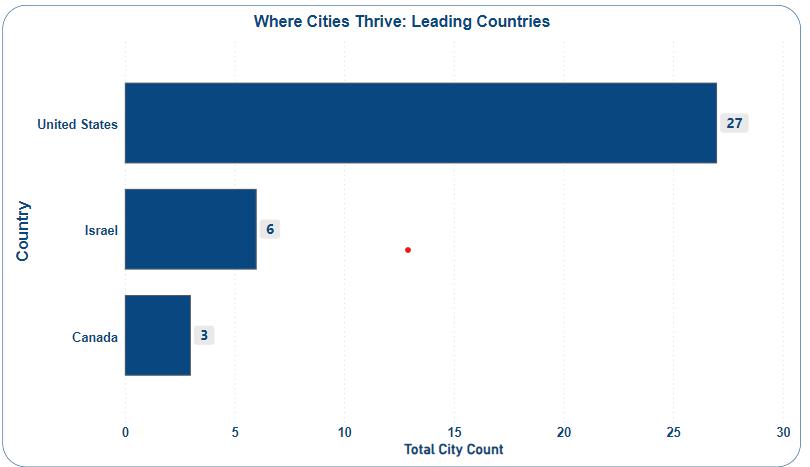 Where Cities Thrive: Leading Countries
Country
United States
27
Israel
6
Canada
3
0 5 10 15 20 25 30
Total City Count